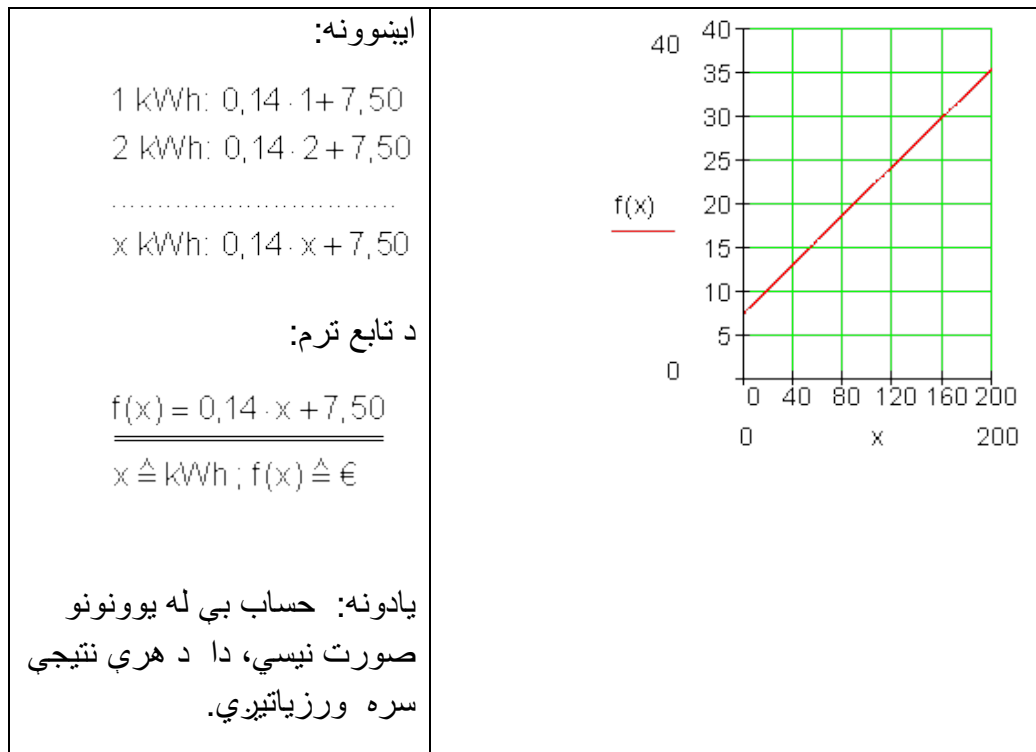 ایښوونه:
1 kWh: 0,14 · 1 + 7,50
2 kWh: 0,14 · 2 + 7,50
................................
x kWh: 0,14 · x + 7,50
د تابع ترم:
f(x) = 0,14 · x + 7,50
x ≙ kWh ; f(x) ≙ €
یادونه: حساب بې له یوونونو
صورت نیسي، دا د هرې نتیجې
سره ورزیاتیږي.
40
40
35
30
25
f(x)
20
15
10
5
0
0 40 80 120 160 200
0 x 200